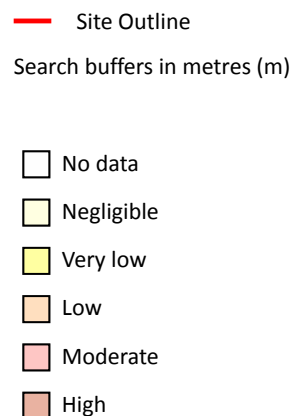 Site Outline
Search buffers in metres (m)
No data
Negligible
Very low
Low
Moderate
High